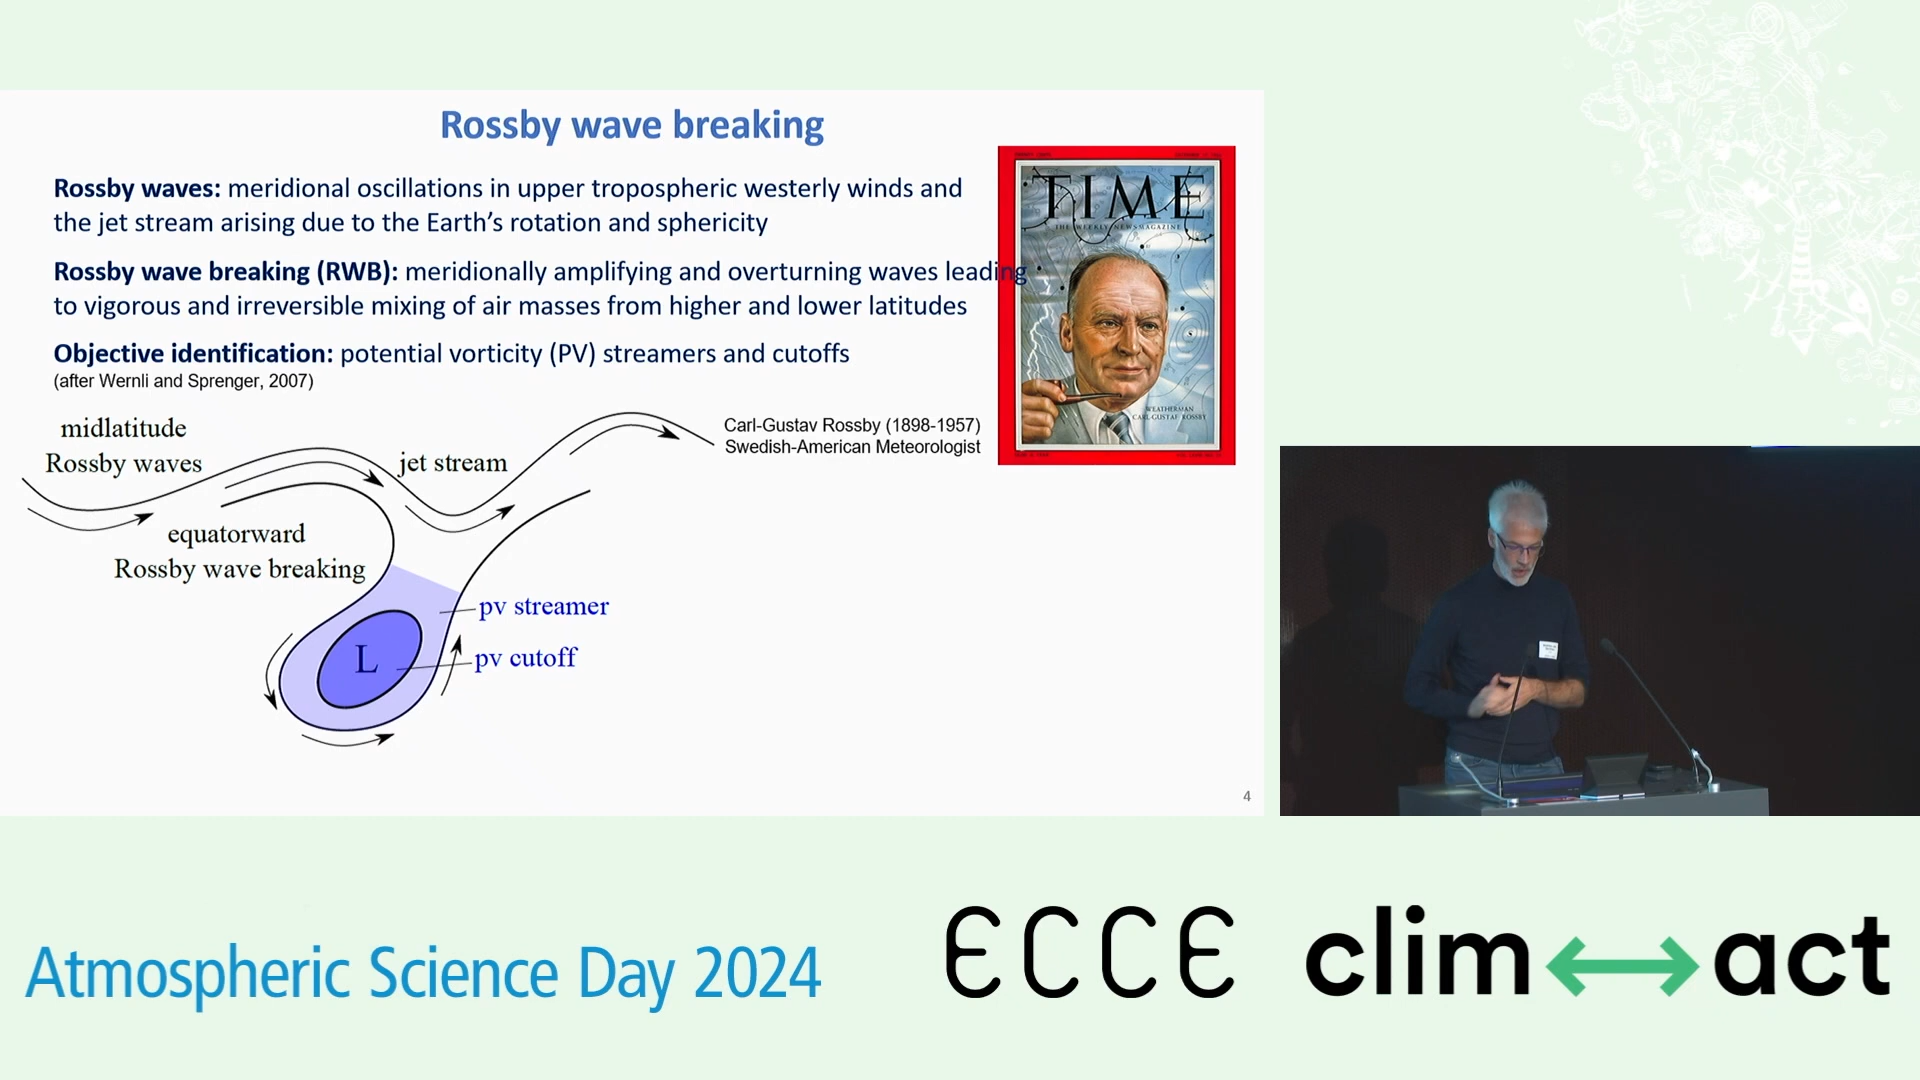 Rossby wave breaking
Rossby waves: meridional oscillations in upper tropospheric westerly winds and
the jet stream arising due to the Earth’s rotation and sphericity
Rossby wave breaking (RWB): meridionally amplifying and overturning waves leading
to vigorous and irreversible mixing of air masses from higher and lower latitudes
Objective identification: potential vorticity (PV) streamers and cutoffs
(after Wernli and Sprenger, 2007)
TIME
THE WEEKLY NEWSMAGAZINE
WEATHERMAN
CARL-GUSTAF ROSSBY
Carl-Gustav Rossby (1898-1957)
Swedish-American Meteorologist
midlatitude
Rossby waves
jet stream
equatorward
Rossby wave breaking
pv streamer
L
pv cutoff
4
Atmospheric Science Day 2024
ECCE
clim act